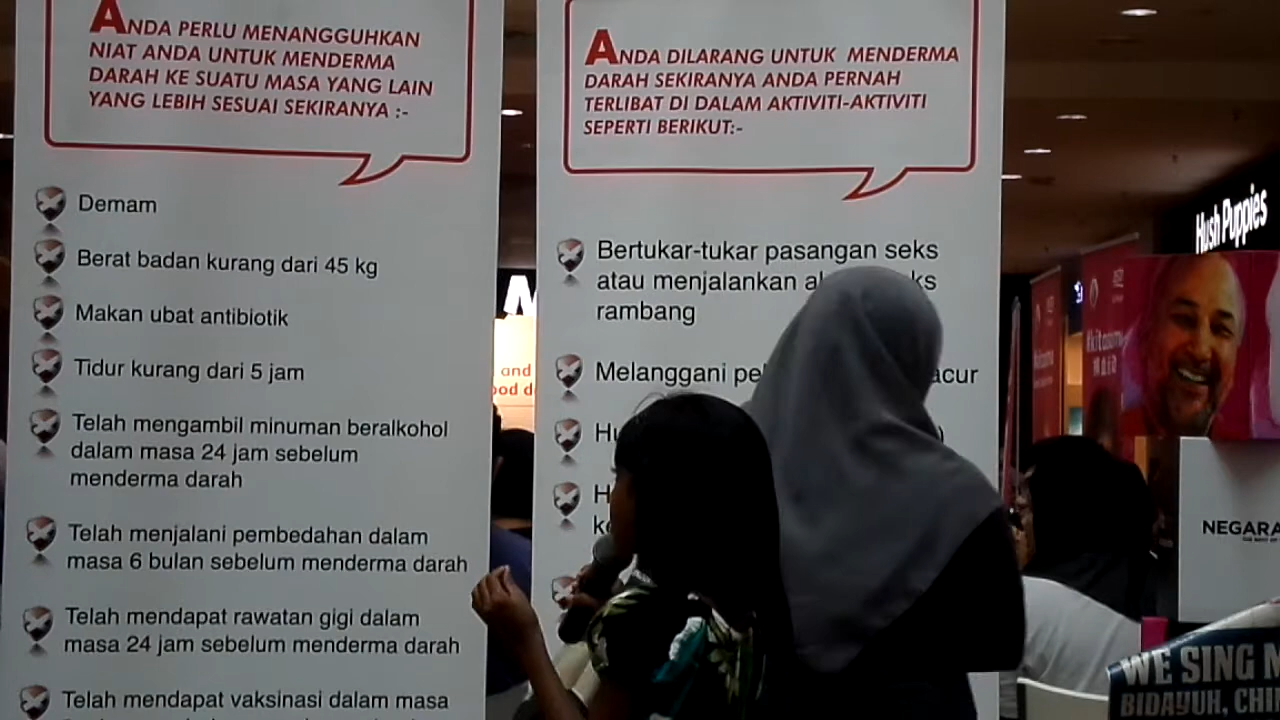 ANDA PERLU MENANGGUHKAN
NIAT ANDA UNTUK MENDERMA
DARAH KE SUATU MASA YANG LAIN
YANG LEBIH SESUAI SEKIRANYA :-
Demam
Berat badan kurang dari 45 kg
Makan ubat antibiotik
Tidur kurang dari 5 jam
Telah mengambil minuman beralkohol
dalam masa 24 jam sebelum
menderma darah
Telah menjalani pembedahan dalam
masa 6 bulan sebelum menderma darah
Telah mendapat rawatan gigi dalam
masa 24 jam sebelum menderma darah
Telah mendapat vaksinasi dalam masa
ANDA DILARANG UNTUK MENDERMA
DARAH SEKIRANYA ANDA PERNAH
TERLIBAT DI DALAM AKTIVITI-AKTIVITI
SEPERTI BERIKUT:-
Bertukar-tukar pasangan seks
atau menjalankan
rambang
Melanggani
and
Hush Puppies
NEGARA
WE SING
BIDAYUH,